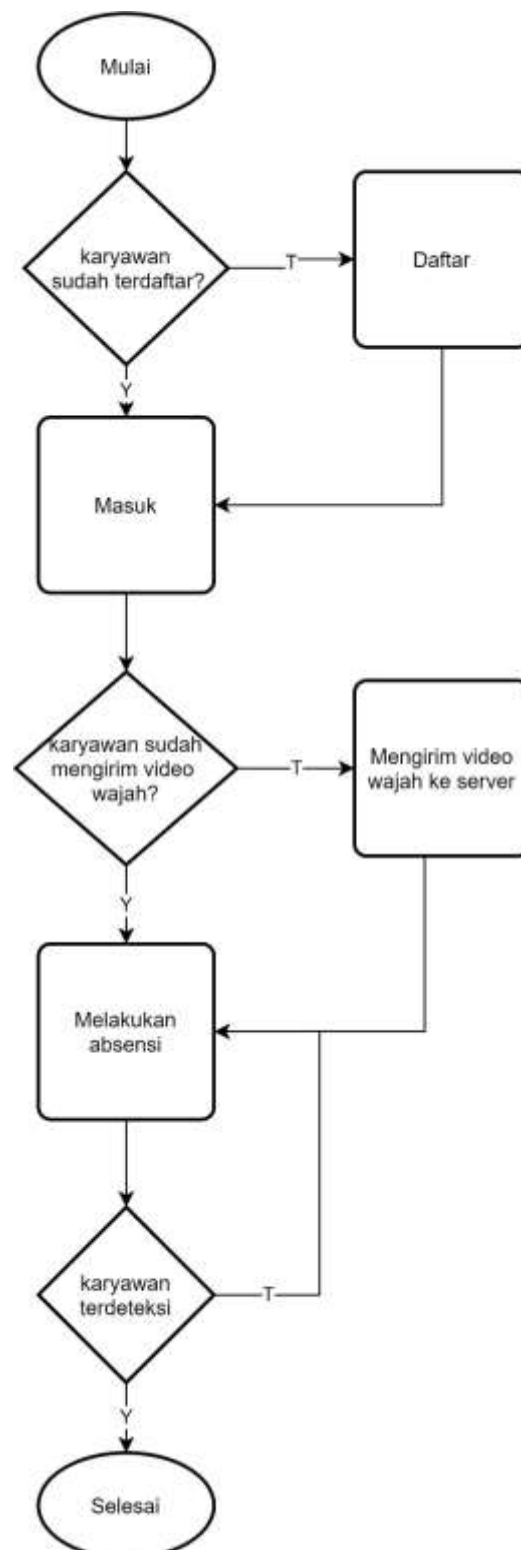 Mulai
karyawan
sudah terdaftar?
T
Daftar
Y
Masuk
karyawan sudah
mengirim video
wajah?
T
Mengirim video
wajah ke server
Y
Melakukan
absensi
karyawan
terdeteksi
T
Y
Selesai